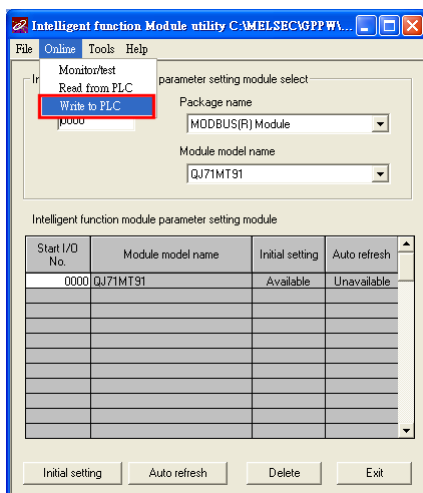 Intelligent function Module utility C:\MELSEC\GPPW\...
File Online Tools Help
Monitor/test
Read from PLC
Write to PLC
In parameter setting module select
Package name
0000 MODBUS(R) Module
Module model name
QJ71MT91
Intelligent function module parameter setting module
Start I/O No. Module model name Initial setting Auto refresh
0000 QJ71MT91 Available Unavailable
Initial setting Auto refresh Delete Exit